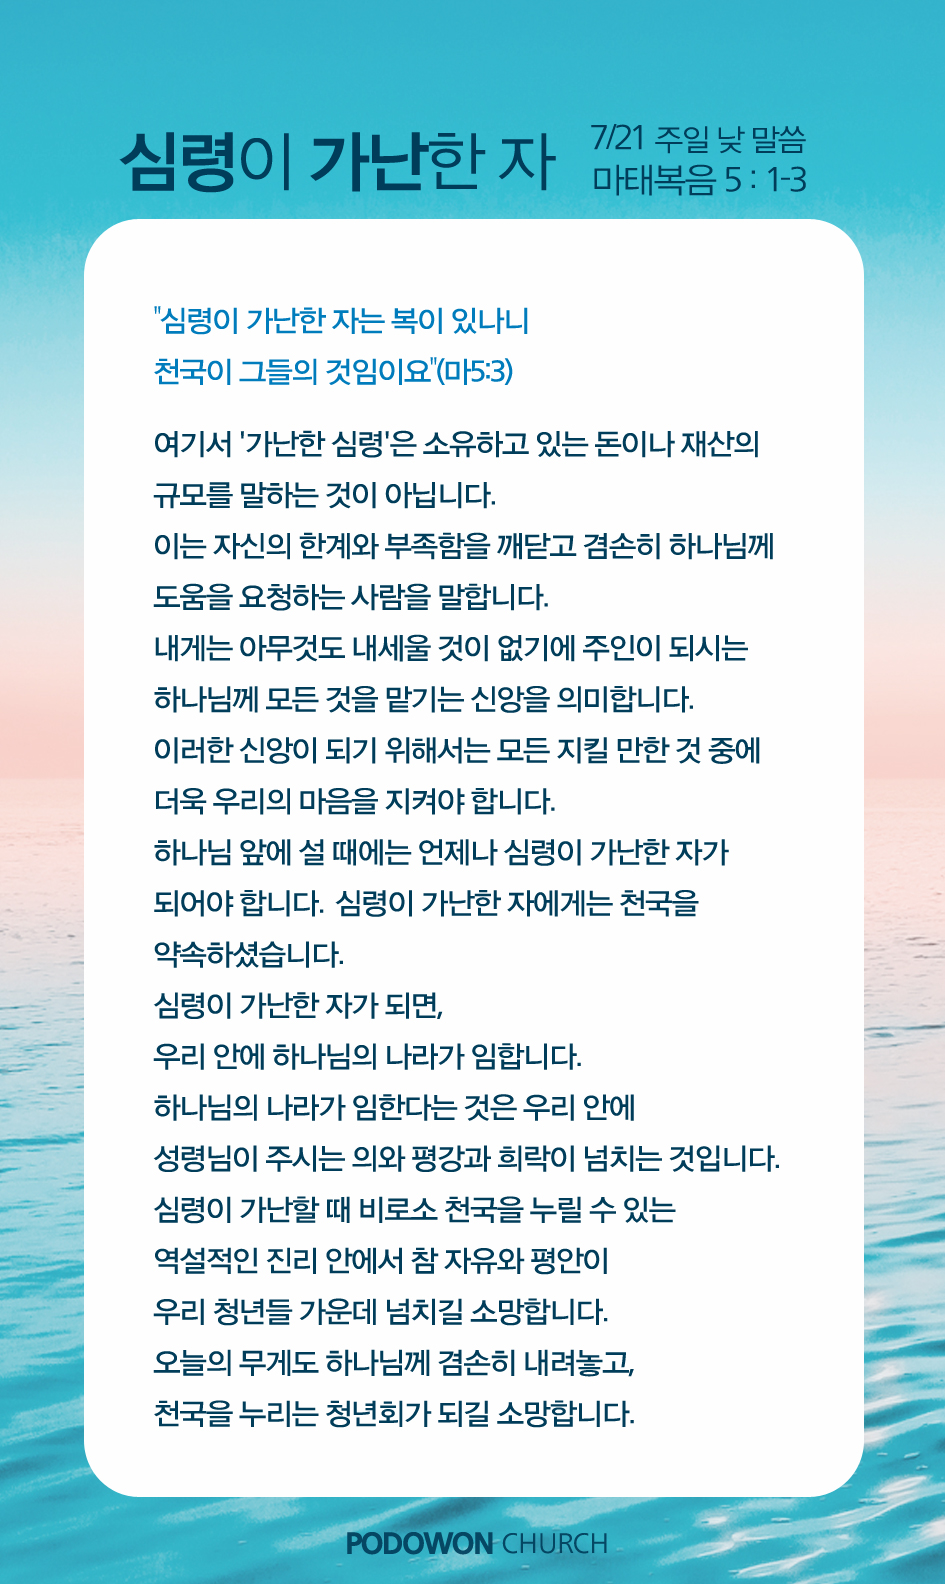 심령이 가난한 자
7/21 주일 낮 말씀
마태복음 5 : 1-3
"심령이 가난한 자는 복이 있나니
천국이 그들의 것임이요"(마5:3)
여기서 '가난한 심령'은 소유하고 있는 돈이나 재산의
규모를 말하는 것이 아닙니다.
이는 자신의 한계와 부족함을 깨닫고 겸손히 하나님께
도움을 요청하는 사람을 말합니다.
내게는 아무것도 내세울 것이 없기에 주인이 되시는
하나님께 모든 것을 맡기는 신앙을 의미합니다.
이러한 신앙이 되기 위해서는 모든 지킬 만한 것 중에
더욱 우리의 마음을 지켜야 합니다.
하나님 앞에 설 때에는 언제나 심령이 가난한 자가
되어야 합니다. 심령이 가난한 자에게는 천국을
약속하셨습니다.
심령이 가난한 자가 되면,
우리 안에 하나님의 나라가 임합니다.
하나님의 나라가 임한다는 것은 우리 안에
성령님이 주시는 의와 평강과 희락이 넘치는 것입니다.
심령이 가난할 때 비로소 천국을 누릴 수 있는
역설적인 진리 안에서 참 자유와 평안이
우리 청년들 가운데 넘치길 소망합니다.
오늘의 무게도 하나님께 겸손히 내려놓고,
천국을 누리는 청년회가 되길 소망합니다.
PODOWON CHURCH